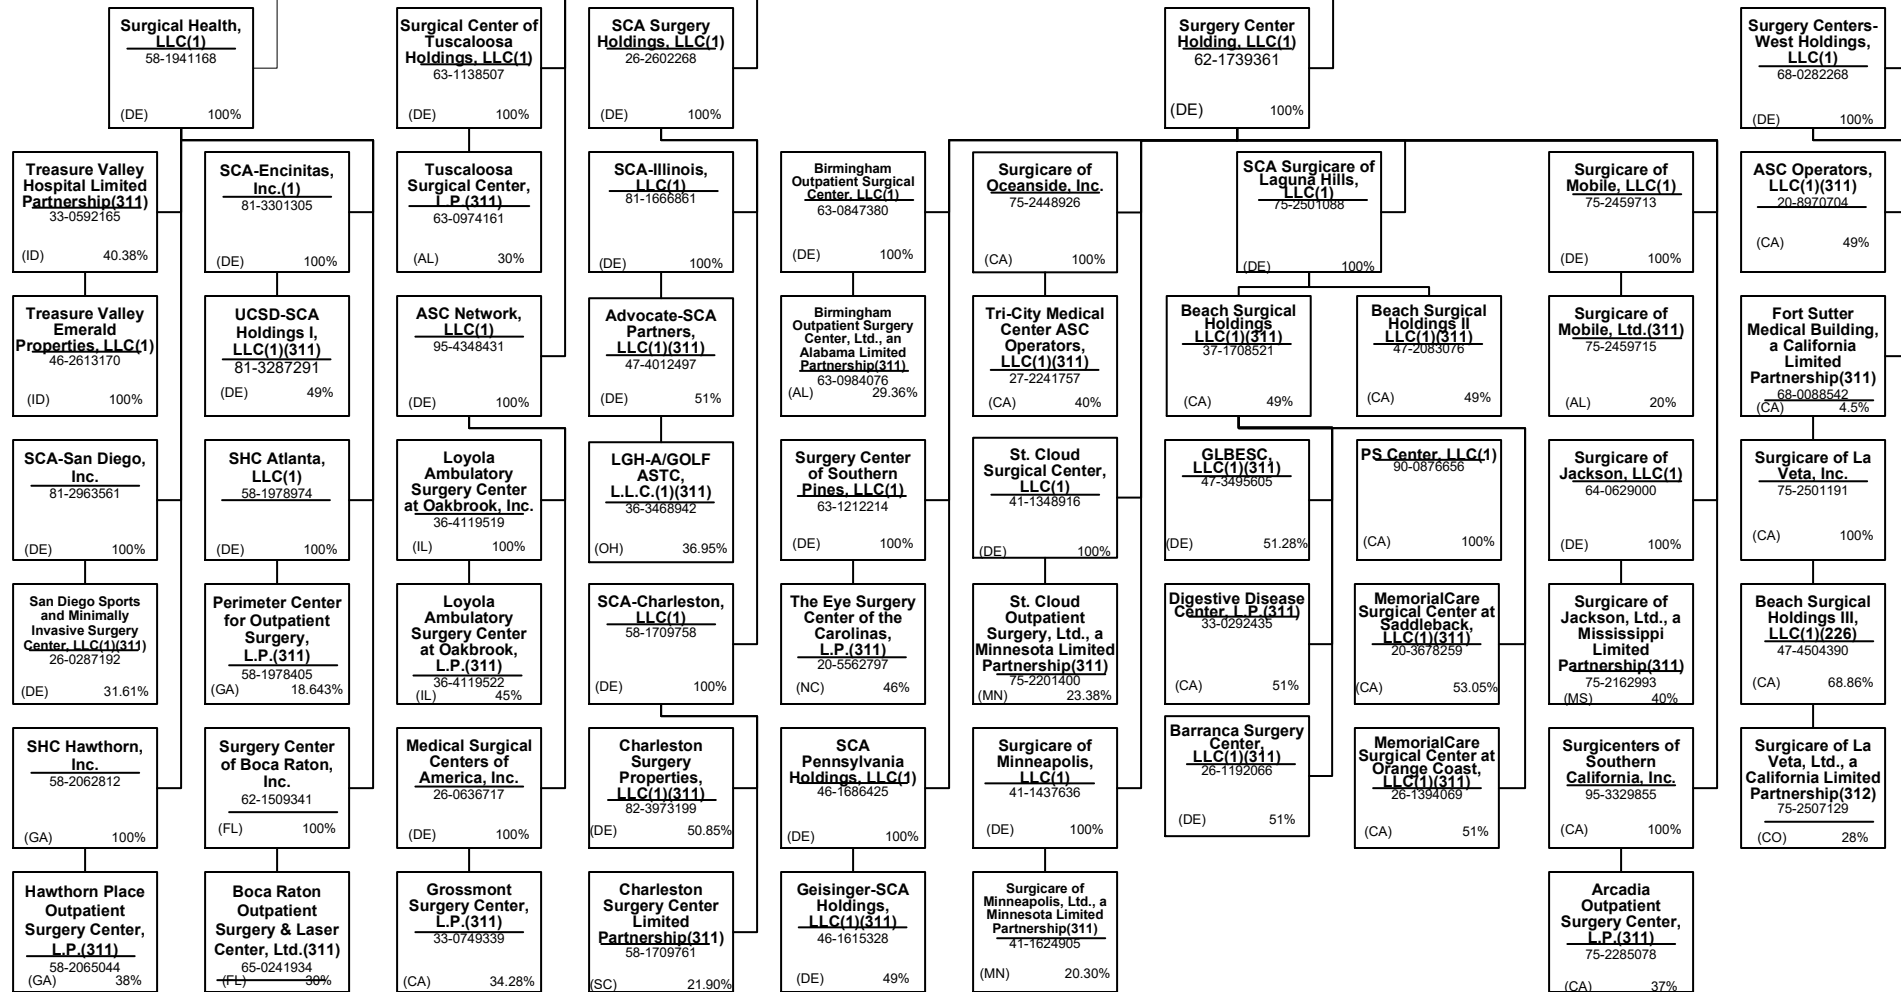 Surgical Health,
LLC(1)
58-1941168
(DE) 100%
Surgical Center of
Tuscaloosa
Holdings, LLC(1)
63-1138507
(DE) 100%
SCA Surgery
Holdings, LLC(1)
26-2602268
(DE) 100%
Surgery Center
Holding, LLC(1)
62-1739361
(DE) 100%
Surgery Centers-
West Holdings,
LLC(1)
68-0282268
(DE) 100%
Treasure Valley
Hospital Limited
Partnership(311)
33-0592165
(ID) 40.38%
SCA-Encinitas,
Inc.(1)
81-3301305
(DE) 100%
Tuscaloosa
Surgical Center,
L.P.(311)
63-0974161
(AL) 30%
SCA-Illinois,
LLC(1)
81-1666861
(DE) 100%
Birmingham
Outpatient Surgical
Center, LLC(1)
63-0847380
(DE) 100%
Surgicare of
Oceanside, Inc.
75-2448926
(CA) 100%
SCA Surgicare of
Laguna Hills,
LLC(1)
75-2501088
(DE) 100%
Surgicare of
Mobile, LLC(1)
75-2459713
(DE) 100%
ASC Operators,
LLC(1)(311)
20-8970704
(CA) 49%
Treasure Valley
Emerald
Properties, LLC(1)
46-2613170
(ID) 100%
UCSD-SCA
Holdings I,
LLC(1)(311)
81-3287291
(DE) 49%
ASC Network,
LLC(1)
95-4348431
(DE) 100%
Advocate-SCA
Partners,
LLC(1)(311)
47-4012497
(DE) 51%
Birmingham
Outpatient Surgery
Center, Ltd., an
Alabama Limited
Partnership(311)
63-0984076
(AL) 29.36%
Tri-City Medical
Center ASC
Operators,
LLC(1)(311)
27-2241757
(CA) 40%
Beach Surgical
Holdings
LLC(1)(311)
37-1708521
(CA) 49%
Beach Surgical
Holdings II
LLC(1)(311)
47-2083076
(CA) 49%
Surgicare of
Mobile, Ltd.(311)
75-2459715
(AL) 20%
Fort Sutter
Medical Building,
a California
Limited
Partnership(311)
68-0088542
(CA) 4.5%
SCA-San Diego,
Inc.
81-2963561
(DE) 100%
SHC Atlanta,
LLC(1)
58-1978974
(DE) 100%
Loyola
Ambulatory
Surgery Center
at Oakbrook, Inc.
36-4119519
(IL) 100%
LGH-A/GOLF
ASTC,
L.L.C.(1)(311)
36-3468942
(OH) 36.95%
Surgery Center
of Southern
Pines, LLC(1)
63-1212214
(DE) 100%
St. Cloud
Surgical Center,
LLC(1)
41-1348916
(DE) 100%
GLBESC,
LLC(1)(311)
47-3495605
(DE) 51.28%
PS Center, LLC(1)
90-0876656
(CA) 100%
Surgicare of
Jackson, LLC(1)
64-0629000
(DE) 100%
Surgicare of La
Veta, Inc.
75-2501191
(CA) 100%
San Diego Sports
and Minimally
Invasive Surgery
Center, LLC(1)(311)
26-0287192
(DE) 31.61%
Perimeter Center
for Outpatient
Surgery,
L.P.(311)
58-1978405
(GA) 18.643%
Loyola
Ambulatory
Surgery Center
at Oakbrook,
L.P.(311)
36-4119522
(IL) 45%
SCA-Charleston,
LLC(1)
58-1709758
(DE) 100%
The Eye Surgery
Center of the
Carolinas,
L.P.(311)
20-5562797
(NC) 46%
St. Cloud
Outpatient
Surgery, Ltd., a
Minnesota Limited
Partnership(311)
75-2201400
(MN) 23.38%
Digestive Disease
Center, L.P.(311)
33-0292435
(CA) 51%
MemorialCare
Surgical Center at
Saddleback,
LLC(1)(311)
20-3678259
(CA) 53.05%
Surgicare of
Jackson, Ltd., a
Mississippi
Limited
Partnership(311)
75-2162993
(MS) 40%
Beach Surgical
Holdings III,
LLC(1)(226)
47-4504390
(CA) 68.86%
SHC Hawthorn,
Inc.
58-2062812
(GA) 100%
Surgery Center
of Boca Raton,
Inc.
62-1509341
(FL) 100%
Medical Surgical
Centers of
America, Inc.
26-0636717
(DE) 100%
Charleston
Surgery
Properties,
LLC(1)(311)
82-3973199
(DE) 50.85%
SCA
Pennsylvania
Holdings, LLC(1)
46-1686425
(DE) 100%
Surgicare of
Minneapolis,
LLC(1)
41-1437636
(DE) 100%
Barranca Surgery
Center,
LLC(1)(311)
26-1192066
(DE) 51%
MemorialCare
Surgical Center at
Orange Coast,
LLC(1)(311)
26-1394069
(CA) 51%
Surgicenters of
Southern
California, Inc.
95-3329855
(CA) 100%
Surgicare of La
Veta, Ltd., a
California Limited
Partnership(312)
75-2507129
(CO) 28%
Hawthorn Place
Outpatient
Surgery Center,
L.P.(311)
58-2065044
(GA) 38%
Boca Raton
Outpatient
Surgery & Laser
Center, Ltd.(311)
65-0241934
(FL) 30%
Grossmont
Surgery Center,
L.P.(311)
33-0749339
(CA) 34.28%
Charleston
Surgery Center
Limited
Partnership(311)
58-1709761
(SC) 21.90%
Geisinger-SCA
Holdings,
LLC(1)(311)
46-1615328
(DE) 49%
Surgicare of
Minneapolis, Ltd., a
Minnesota Limited
Partnership(311)
41-1624905
(MN) 20.30%
Arcadia
Outpatient
Surgery Center,
L.P.(311)
75-2285078
(CA) 37%